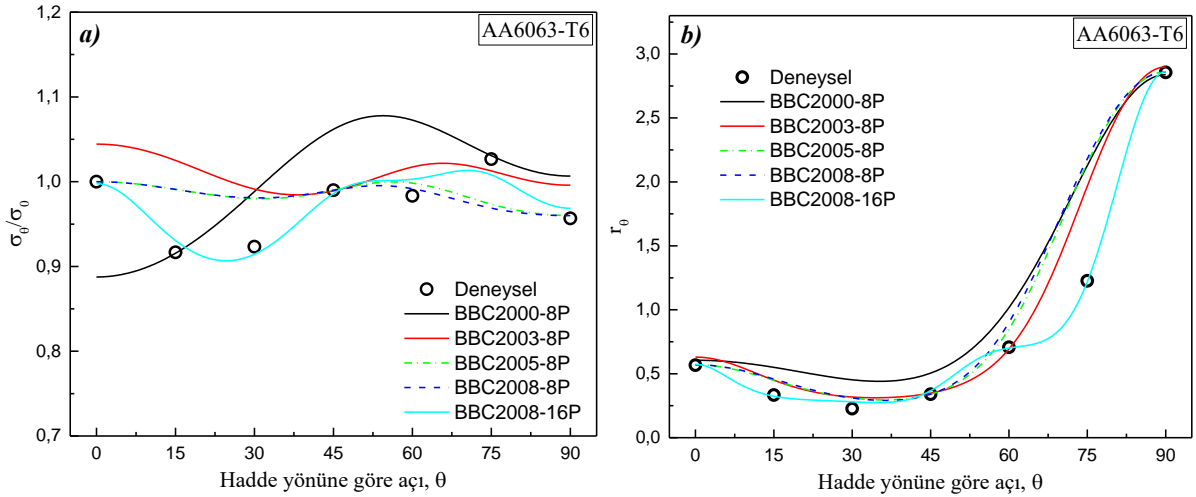 a)
AA6063-T6
1,2
1,1
1,0
0,9
0,8
0,7
σθ/σ0
Deneysel
BBC2000-8P
BBC2003-8P
BBC2005-8P
BBC2008-8P
BBC2008-16P
0 15 30 45 60 75 90
Hadde yönüne göre açı, θ
b)
AA6063-T6
3,0
2,5
2,0
1,5
1,0
0,5
0,0
rθ
Deneysel
BBC2000-8P
BBC2003-8P
BBC2005-8P
BBC2008-8P
BBC2008-16P
0 15 30 45 60 75 90
Hadde yönüne göre açı, θ